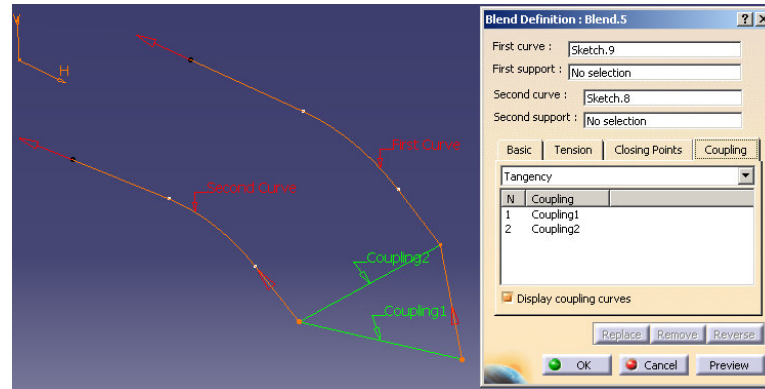 V
H
First Curve
Second Curve
Coupling2
Coupling1
Blend Definition : Blend.5
? X
First curve : Sketch.9
First support : No selection
Second curve : Sketch.8
Second support : No selection
Basic Tension Closing Points Coupling
Tangency
N Coupling
1 Coupling1
2 Coupling2
Display coupling curves
Replace Remove Reverse
OK Cancel Preview